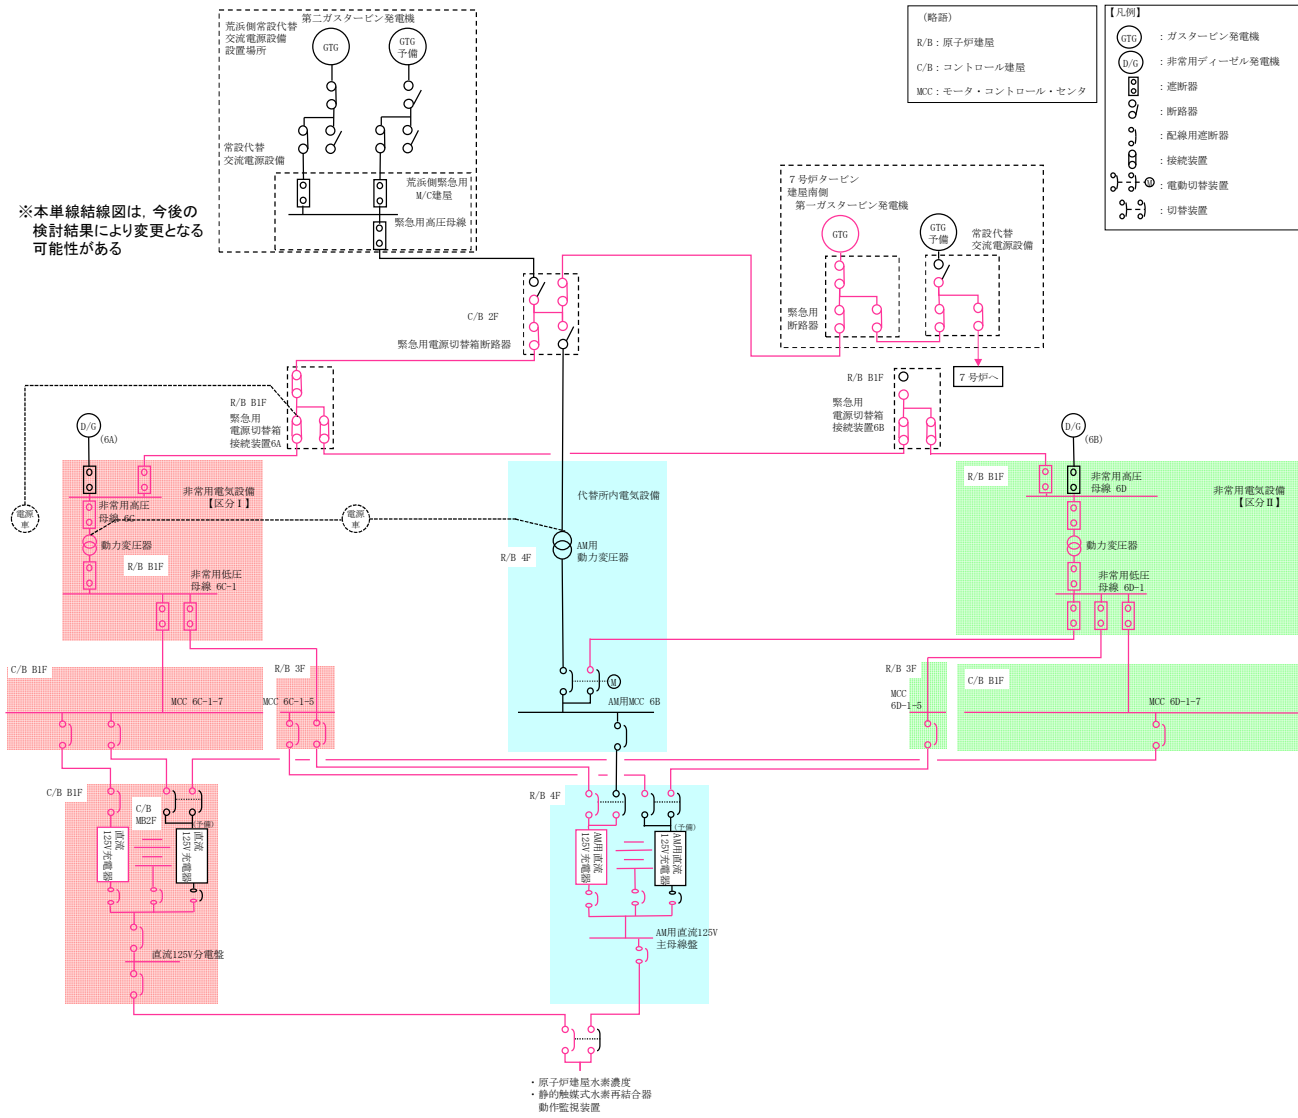 荒浜側常設代替
交流電源設備
設置場所
第二ガスタービン発電機
GTG
GTG
予備
常設代替
交流電源設備
荒浜側緊急用
M/C建屋
緊急用高圧母線
(略語)
R/B：原子炉建屋
C/B：コントロール建屋
MCC：モータ・コントロール・センタ
【凡例】
GTG
：ガスタービン発電機
D/G
：非常用ディーゼル発電機
：遮断器
：断路器
：配線用遮断器
：接続装置
M
：電動切替装置
：切替装置
※本単線結線図は，今後の
検討結果により変更となる
可能性がある
7号炉タービン
建屋南側
第一ガスタービン発電機
GTG
GTG
予備
常設代替
交流電源設備
緊急用
断路器
7号炉へ
C/B 2F
緊急用電源切替箱断路器
R/B B1F
緊急用
電源切替箱
接続装置6A
R/B B1F
緊急用
電源切替箱
接続装置6B
D/G
(6A)
D/G
(6B)
電源
車
電源
車
非常用電気設備
【区分Ⅰ】
非常用高圧
母線 6C
動力変圧器
R/B B1F
非常用低圧
母線 6C-1
代替所内電気設備
R/B 4F
AM用
動力変圧器
M
AM用MCC 6B
R/B B1F
非常用高圧
母線 6D
非常用電気設備
【区分Ⅱ】
動力変圧器
非常用低圧
母線 6D-1
C/B B1F
MCC 6C-1-7
R/B 3F
MCC 6C-1-5
R/B 3F
MCC
6D-1-5
C/B B1F
MCC 6D-1-7
C/B B1F
C/B
MB2F
直流
125V充電器
(予備)
直流
125V充電器
直流125V分電盤
R/B 4F
AM用直流
125V充電器
(予備)
AM用直流
125V充電器
AM用直流125V
主母線盤
・原子炉建屋水素濃度
・静的触媒式水素再結合器
動作監視装置